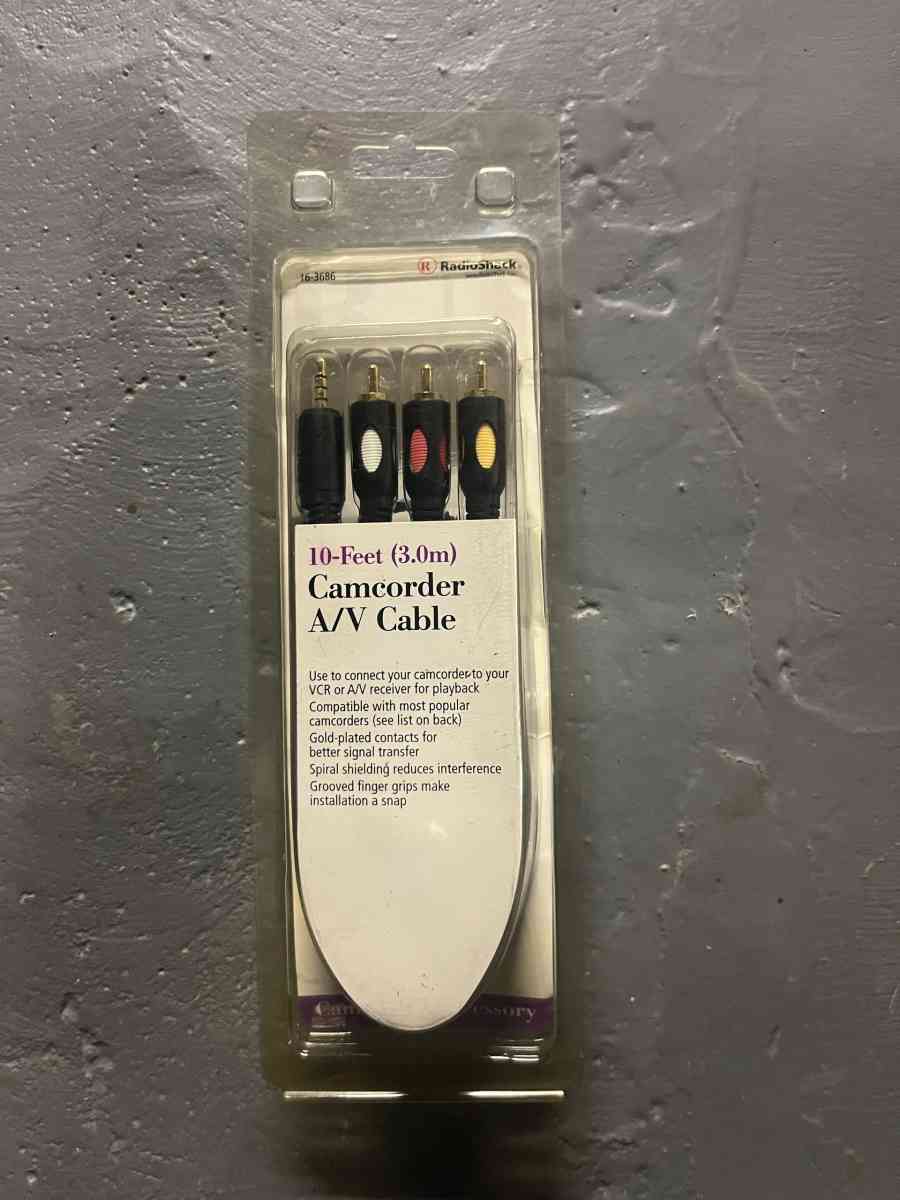 16-3686
R RadioShack
10-Feet (3.0m)
Camcorder
A/V Cable
Use to connect your camcorder to your
VCR or A/V receiver for playback
Compatible with most popular
camcorders (see list on back)
Gold-plated contacts for
better signal transfer
Spiral shielding reduces interference
Grooved finger grips make
installation a snap